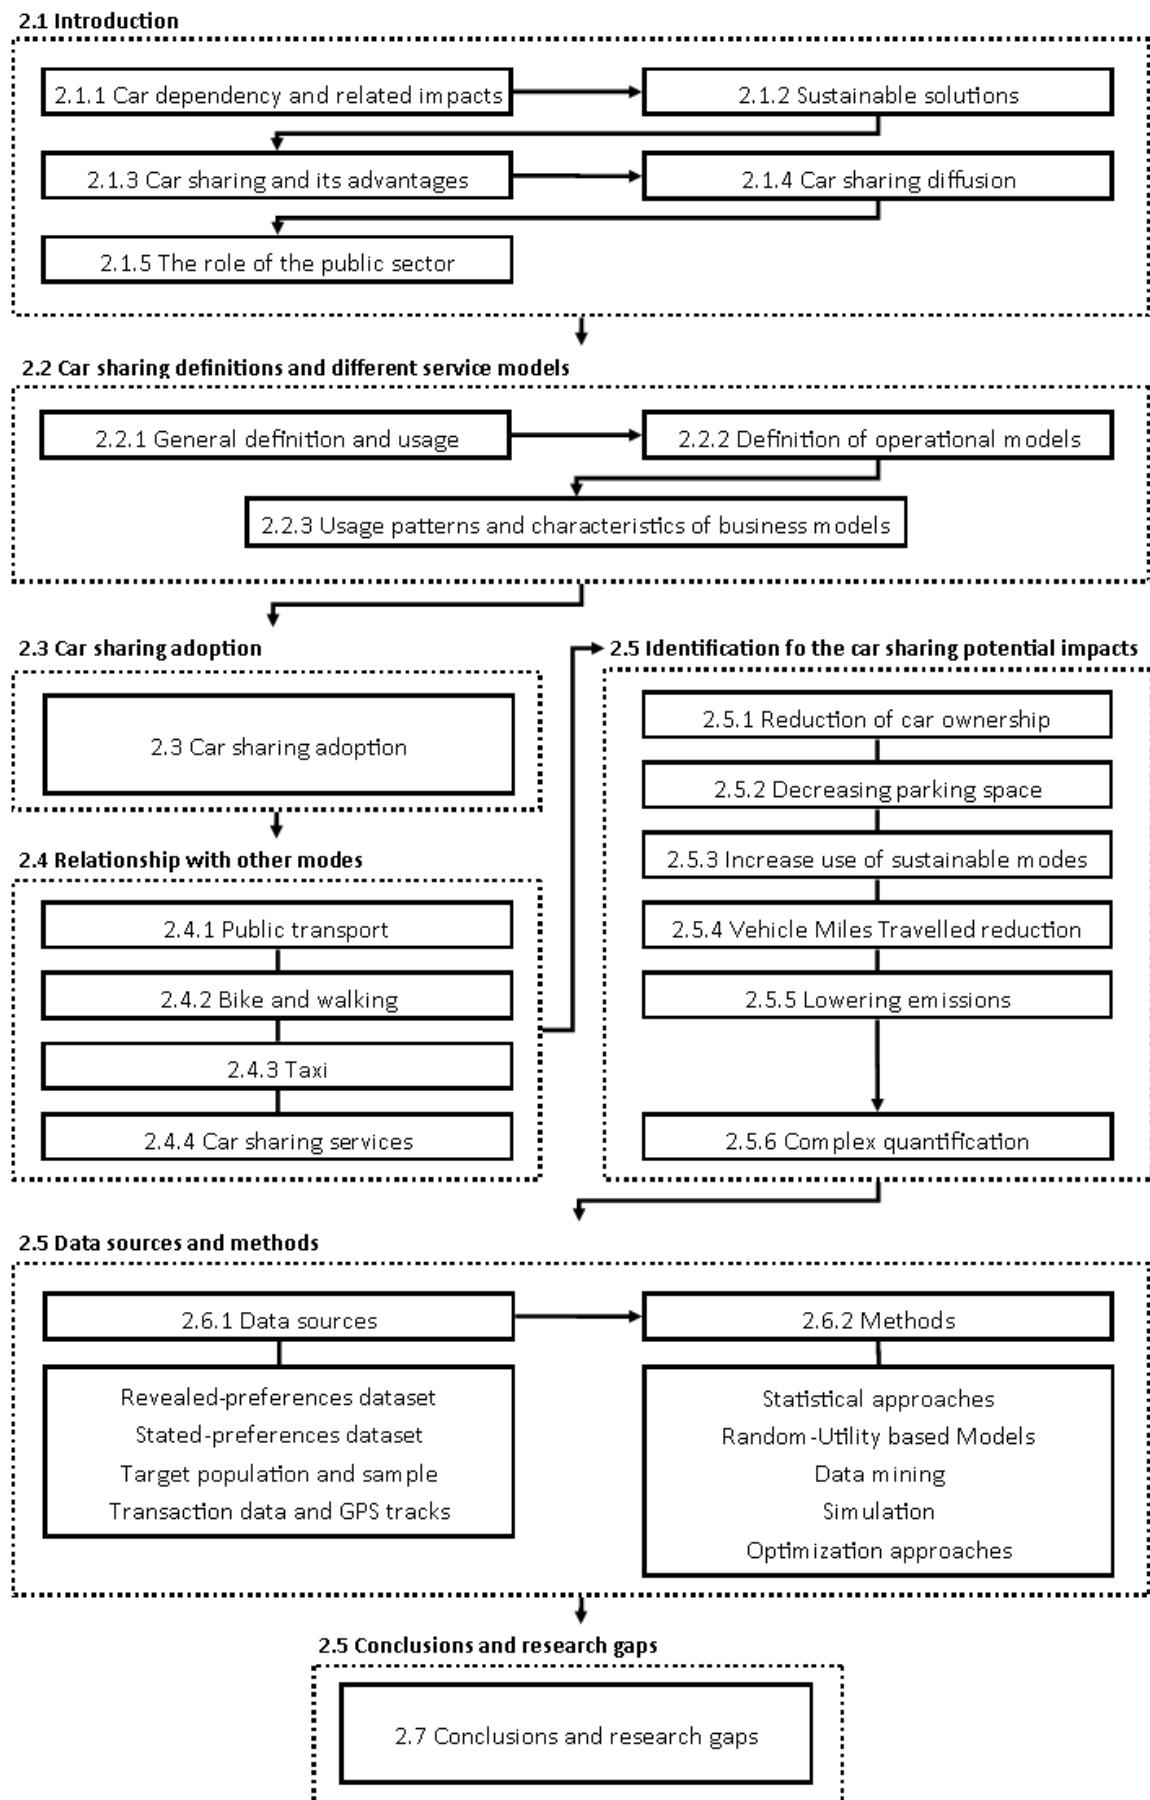 2.1 Introduction
2.1.1 Car dependency and related impacts
2.1.2 Sustainable solutions
2.1.3 Car sharing and its advantages
2.1.4 Car sharing diffusion
2.1.5 The role of the public sector
2.2 Car sharing definitions and different service models
2.2.1 General definition and usage
2.2.2 Definition of operational models
2.2.3 Usage patterns and characteristics of business models
2.3 Car sharing adoption
2.3 Car sharing adoption
2.4 Relationship with other modes
2.4.1 Public transport
2.4.2 Bike and walking
2.4.3 Taxi
2.4.4 Car sharing services
2.5 Identification fo the car sharing potential impacts
2.5.1 Reduction of car ownership
2.5.2 Decreasing parking space
2.5.3 Increase use of sustainable modes
2.5.4 Vehicle Miles Travelled reduction
2.5.5 Lowering emissions
2.5.6 Complex quantification
2.5 Data sources and methods
2.6.1 Data sources
Revealed-preferences dataset
Stated-preferences dataset
Target population and sample
Transaction data and GPS tracks
2.6.2 Methods
Statistical approaches
Random-Utility based Models
Data mining
Simulation
Optimization approaches
2.5 Conclusions and research gaps
2.7 Conclusions and research gaps